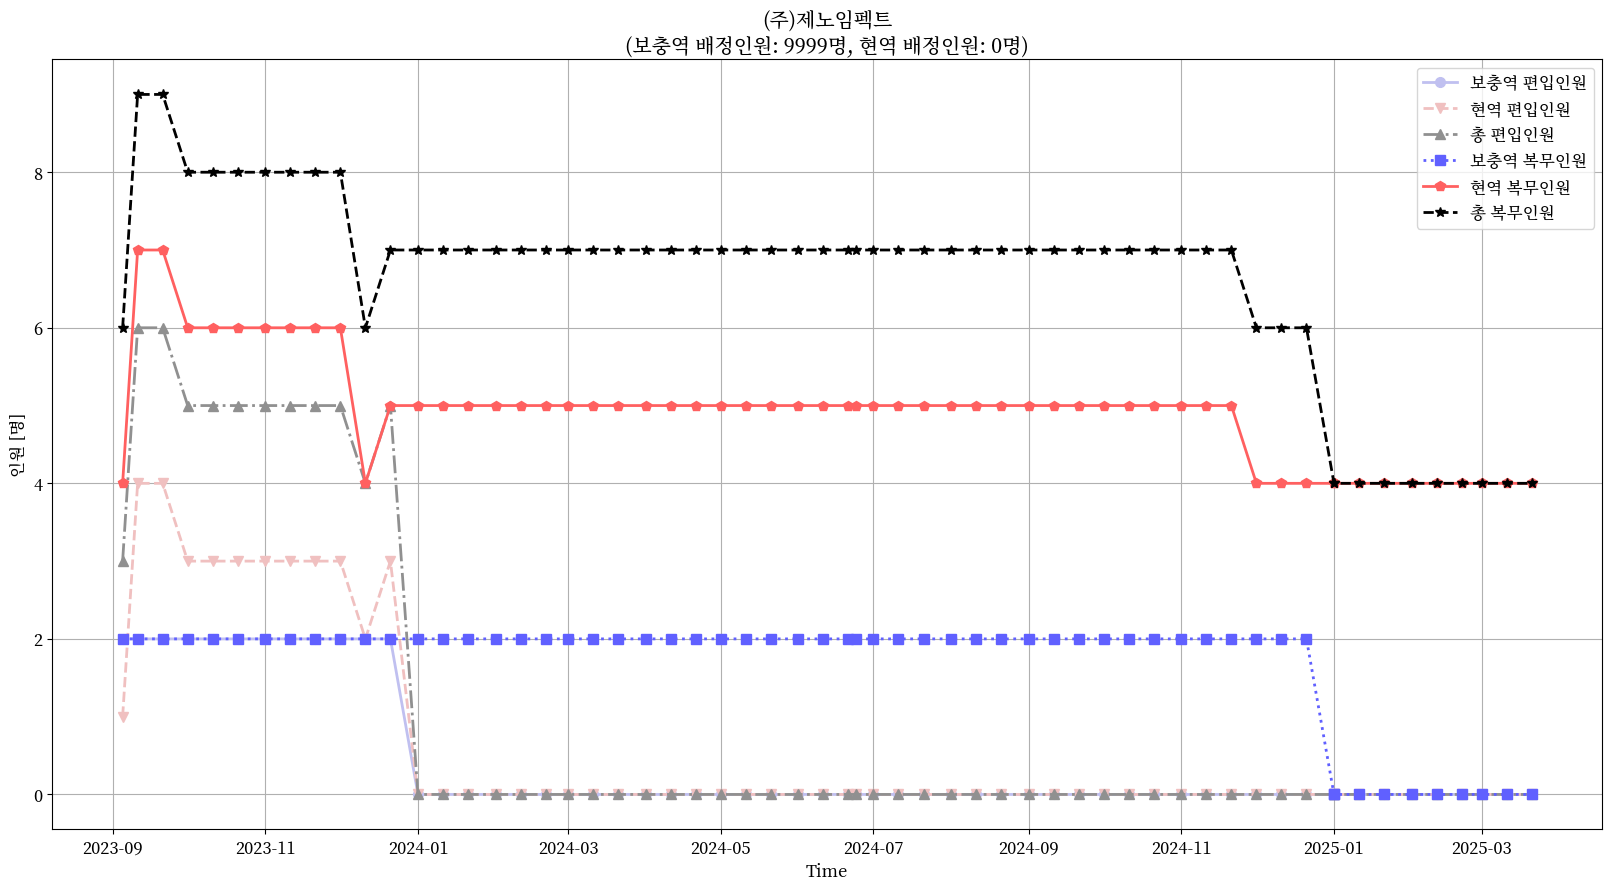 (주)제노임펙트
(보충역 배정인원: 9999명, 현역 배정인원: 0명)
보충역 편입인원
현역 편입인원
총 편입인원
보충역 복무인원
현역 복무인원
총 복무인원
인원 [명]
8
6
4
2
0
2023-09
2023-11
2024-01
2024-03
2024-05
2024-07
2024-09
2024-11
2025-01
2025-03
Time